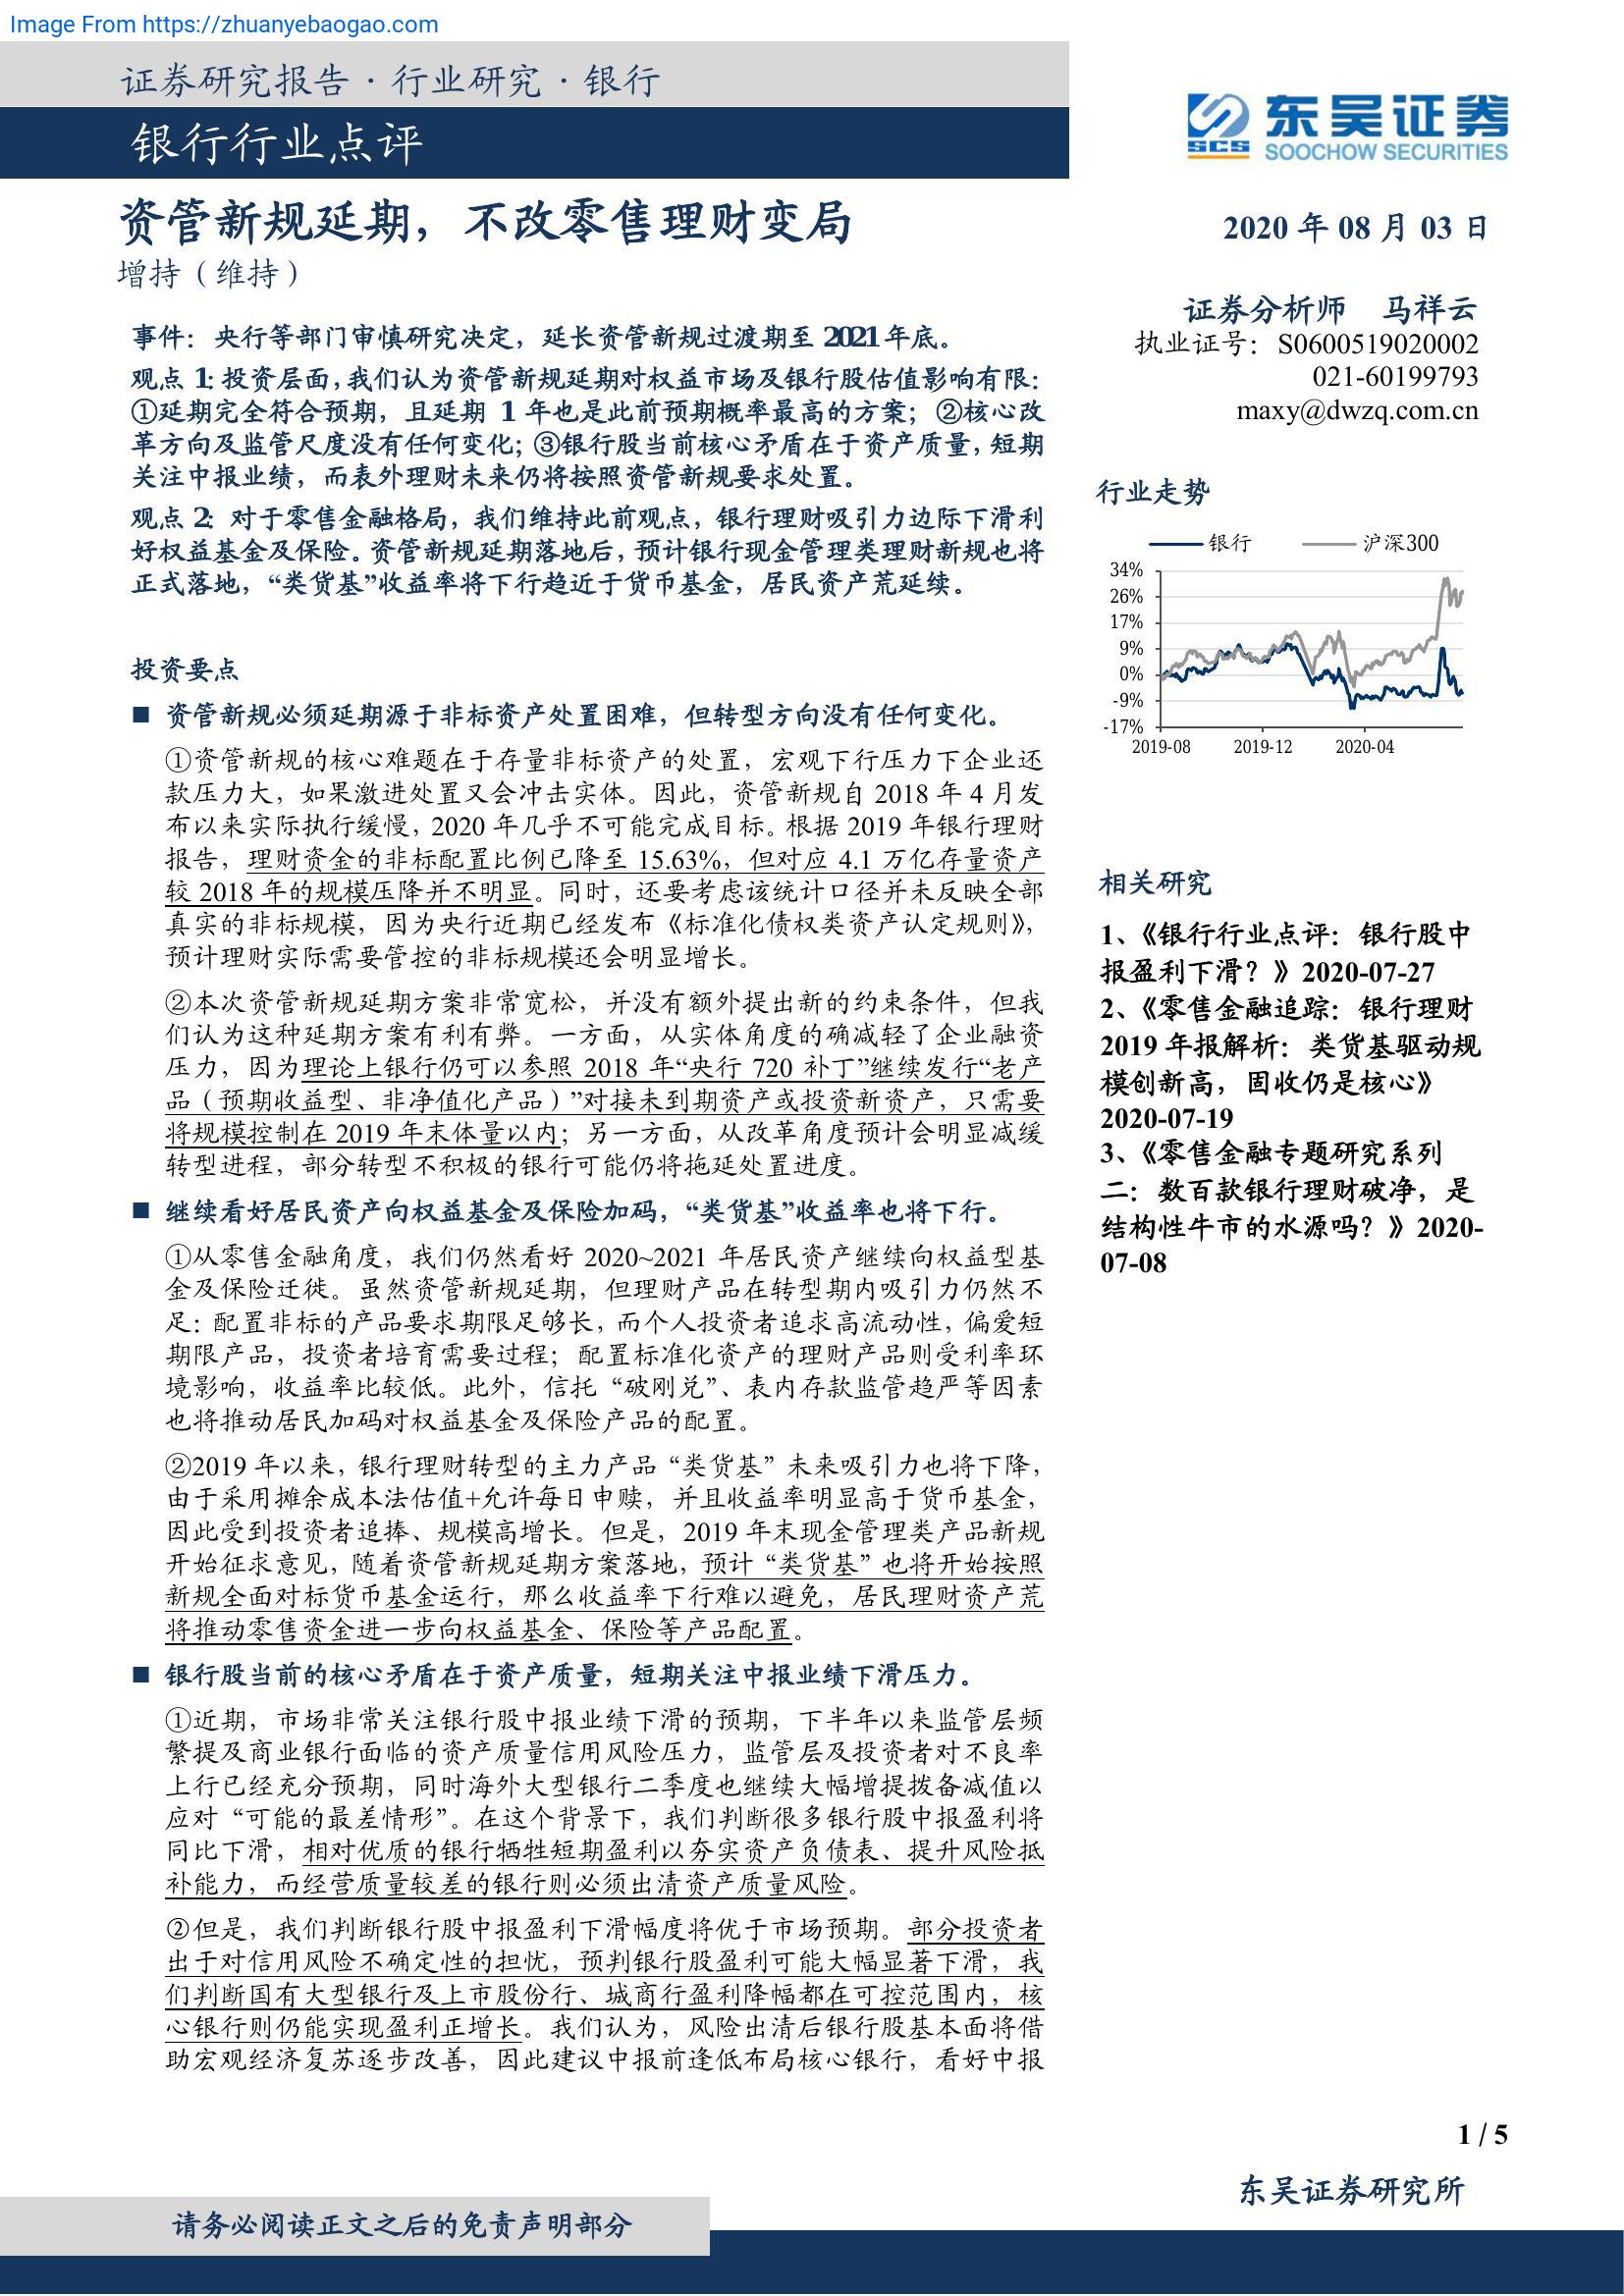 Image From https://zhuanyebaogao.com
证券研究报告·行业研究·银行
银行行业点评
东吴证券
SCS
SOOCHOW SECURITIES
资管新规延期，不改零售理财变局
增持（维持）
2020 年 08 月 03 日
证券分析师 马祥云
执业证号：S0600519020002
021-60199793
maxy@dwzq.com.cn
事件：央行等部门审慎研究决定，延长资管新规过渡期至 2021 年底。
观点 1：投资层面，我们认为资管新规延期对权益市场及银行股估值影响有限：
①延期完全符合预期，且延期 1 年也是此前预期概率最高的方案；②核心改
革方向及监管尺度没有任何变化；③银行股当前核心矛盾在于资产质量，短期
关注中报业绩，而表外理财未来仍将按照资管新规要求处置。
观点 2：对于零售金融格局，我们维持此前观点，银行理财吸引力边际下滑利
好权益基金及保险。资管新规延期落地后，预计银行现金管理类理财新规也将
正式落地，“类货基”收益率将下行趋近于货币基金，居民资产荒延续。
投资要点
■ 资管新规必须延期源于非标资产处置困难，但转型方向没有任何变化。
①资管新规的核心难题在于存量非标资产的处置，宏观下行压力下企业还
款压力大，如果激进处置又会冲击实体。因此，资管新规自 2018 年 4 月发
布以来实际执行缓慢，2020 年几乎不可能完成目标。根据 2019 年银行理财
报告，理财资金的非标配置比例已降至 15.63%，但对应 4.1 万亿存量资产
较 2018 年的规模压降并不明显。同时，还要考虑该统计口径并未反映全部
真实的非标规模，因为央行近期已经发布《标准化债权类资产认定规则》，
预计理财实际需要管控的非标规模还会明显增长。
②本次资管新规延期方案非常宽松，并没有额外提出新的约束条件，但我
们认为这种延期方案有利有弊。一方面，从实体角度的确减轻了企业融资
压力，因为理论上银行仍可以参照 2018 年“央行 720 补丁”继续发行“老产
品（预期收益型、非净值化产品）”对接未到期资产或投资新资产，只需要
将规模控制在 2019 年末体量以内；另一方面，从改革角度预计会明显减缓
转型进程，部分转型不积极的银行可能仍将拖延处置进度。
■ 继续看好居民资产向权益基金及保险加码，“类货基”收益率也将下行。
①从零售金融角度，我们仍然看好 2020~2021 年居民资产继续向权益型基
金及保险迁徙。虽然资管新规延期，但理财产品在转型期内吸引力仍然不
足：配置非标的产品要求期限足够长，而个人投资者追求高流动性，偏爱短
期限产品，投资者培育需要过程；配置标准化资产的理财产品则受利率环
境影响，收益率比较低。此外，信托“破刚兑”、表内存款监管趋严等因素
也将推动居民加码对权益基金及保险产品的配置。
②2019 年以来，银行理财转型的主力产品“类货基”未来吸引力也将下降，
由于采用摊余成本法估值+允许每日申赎，并且收益率明显高于货币基金，
因此受到投资者追捧、规模高增长。但是，2019 年末现金管理类产品新规
开始征求意见，随着资管新规延期方案落地，预计“类货基”也将开始按照
新规全面对标货币基金运行，那么收益率下行难以避免，居民理财资产荒
将推动零售资金进一步向权益基金、保险等产品配置。
■ 银行股当前的核心矛盾在于资产质量，短期关注中报业绩下滑压力。
①近期，市场非常关注银行股中报业绩下滑的预期，下半年以来监管层频
繁提及商业银行面临的资产质量信用风险压力，监管层及投资者对不良率
上行已经充分预期，同时海外大型银行二季度也继续大幅增提拨备减值以
应对“可能的最差情形”。在这个背景下，我们判断很多银行股中报盈利将
同比下滑，相对优质的银行牺牲短期盈利以夯实资产负债表、提升风险抵
补能力，而经营质量较差的银行则必须出清资产质量风险。
②但是，我们判断银行股中报盈利下滑幅度将优于市场预期。部分投资者
出于对信用风险不确定性的担忧，预判银行股盈利可能大幅显著下滑，我
们判断国有大型银行及上市股份行、城商行盈利降幅都在可控范围内，核
心银行则仍能实现盈利正增长。我们认为，风险出清后银行股基本面将借
助宏观经济复苏逐步改善，因此建议中报前逢低布局核心银行，看好中报
行业走势
银行 沪深300
34%
26%
17%
9%
0%
-9%
-17%
2019-08 2019-12 2020-04
相关研究
1、《银行行业点评：银行股中
报盈利下滑？》2020-07-27
2、《零售金融追踪：银行理财
2019 年报解析：类货基驱动规
模创新高，固收仍是核心》
2020-07-19
3、《零售金融专题研究系列
二：数百款银行理财破净，是
结构性牛市的水源吗？》2020-
07-08
1 / 5
东吴证券研究所
请务必阅读正文之后的免责声明部分